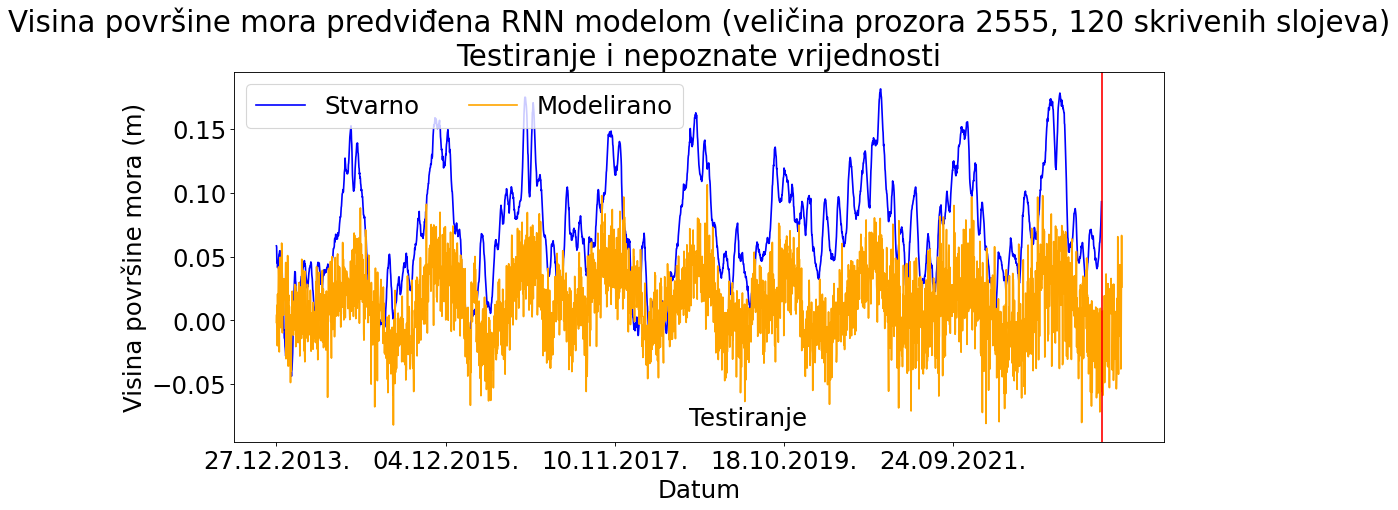 Visina površine mora predviđena RNN modelom (veličina prozora 2555, 120 skrivenih slojeva)
Testiranje i nepoznate vrijednosti
Stvarno Modelirano
Visina površine mora (m)
0.15
0.10
0.05
0.00
−0.05
Testiranje
27.12.2013. 04.12.2015. 10.11.2017. 18.10.2019. 24.09.2021.
Datum